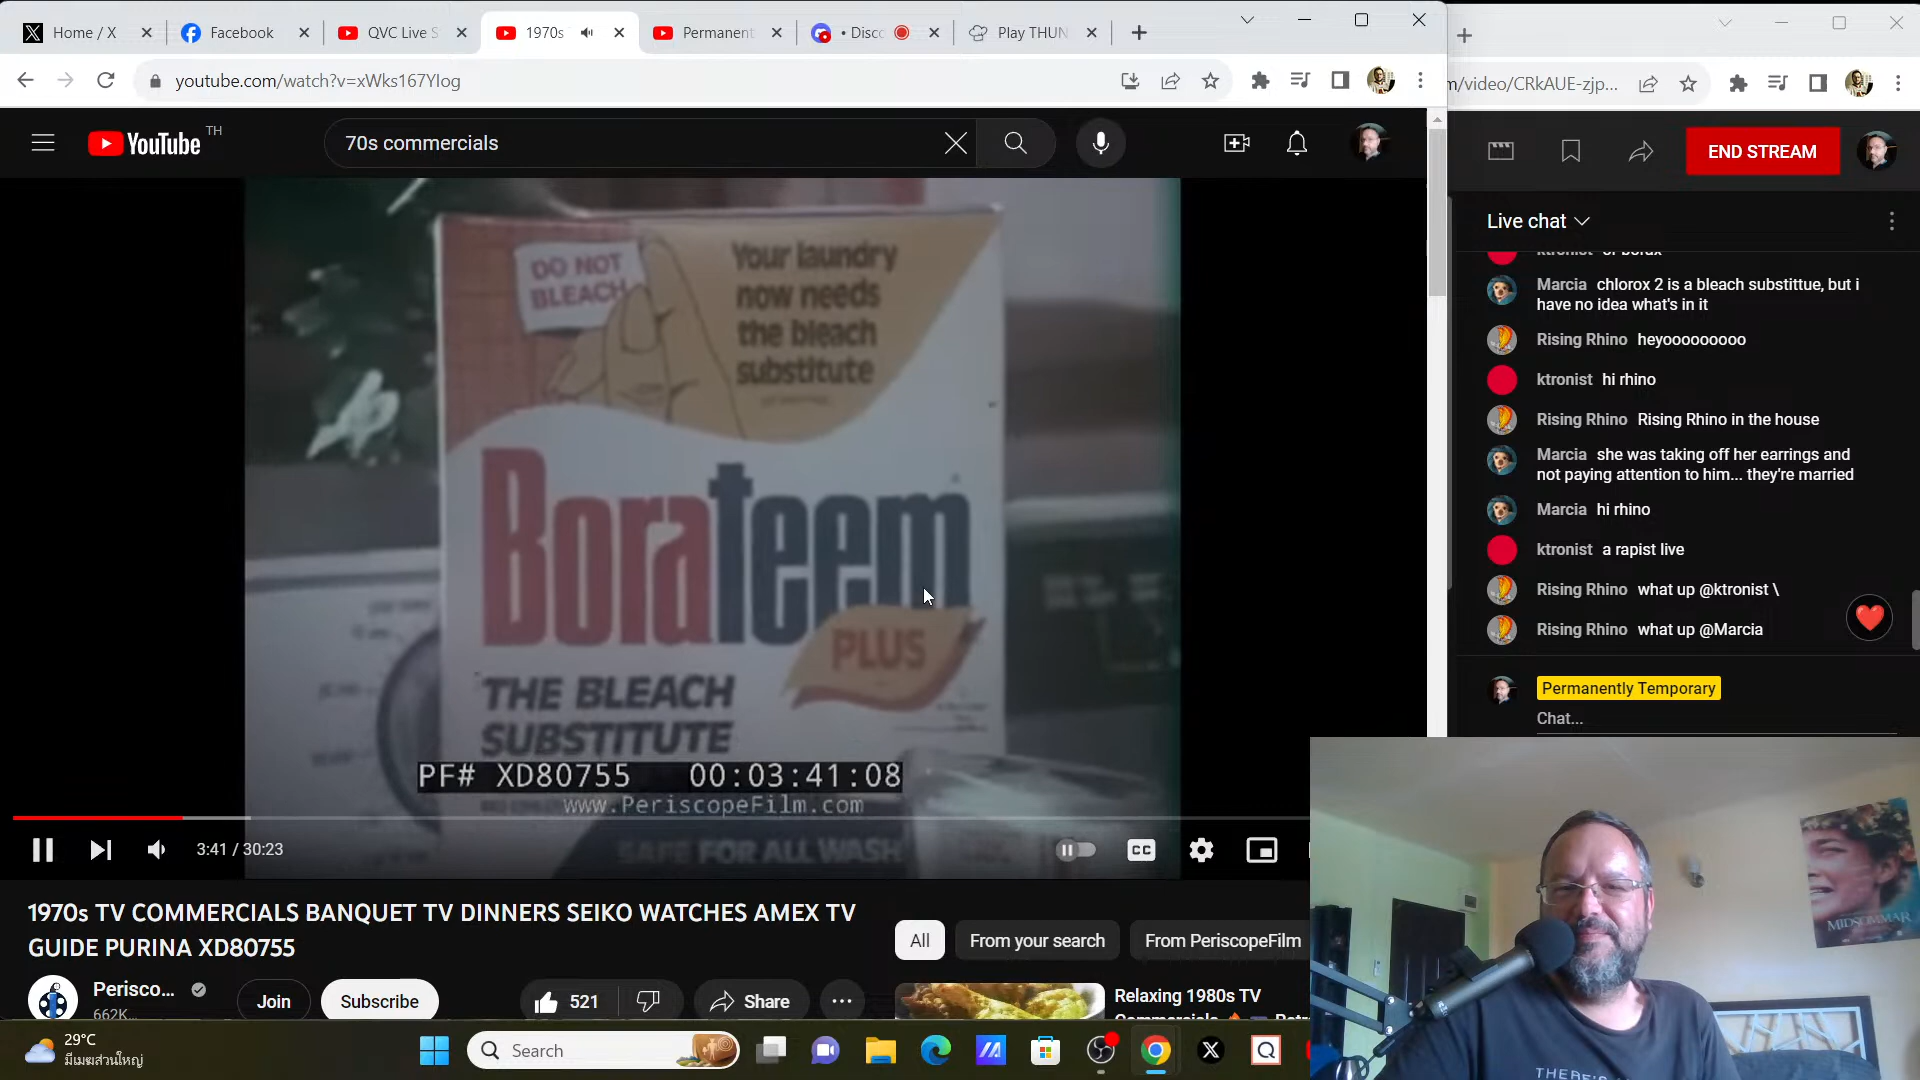 Home / X
Facebook
QVC Live S
1970s
Permanent
• Disc
Play THUN
youtube.com/watch?v=xWks167YIog
m/video/CRkAUE-zjp...
YouTube TH
70s commercials
END STREAM
Live chat
DO NOT
BLEACH
Your laundry
now needs
the bleach
substitute
Borateem
PLUS
THE BLEACH
SUBSTITUTE
PF# XD80755 00:03:41:08
www.PeriscopeFilm.com
SAFE FOR ALL WASH
3:41 / 30:23
CC
ktronist or borax
Marcia chlorox 2 is a bleach substittue, but i
have no idea what's in it
Rising Rhino heyooooooooo
ktronist hi rhino
Rising Rhino Rising Rhino in the house
Marcia she was taking off her earrings and
not paying attention to him... they're married
Marcia hi rhino
ktronist a rapist live
Rising Rhino what up @ktronist \
Rising Rhino what up @Marcia
Permanently Temporary
Chat...
1970s TV COMMERCIALS BANQUET TV DINNERS SEIKO WATCHES AMEX TV
GUIDE PURINA XD80755
All
From your search
From PeriscopeFilm
Perisco...
662K...
Join
Subscribe
521
Share
Relaxing 1980s TV
MIDSOMMAR
THERE'S
29°C
มีเมฆส่วนใหญ่
Search